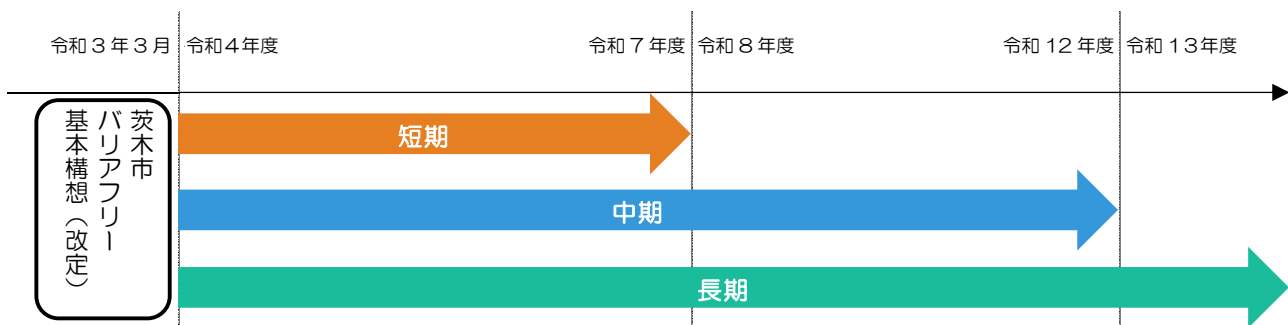 令和３年３月
令和４年度
令和７年度
令和８年度
令和 12 年度
令和 13年度
茨木市
バリアフリー
基本構想（改定）
短期
中期
長期